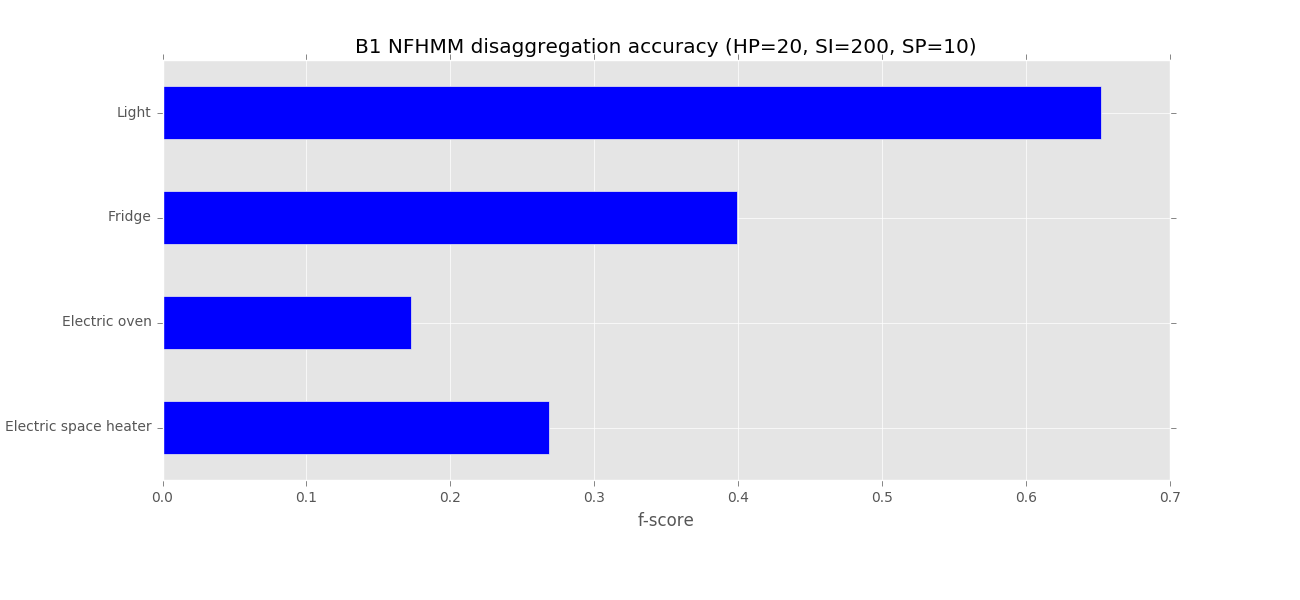 B1 NFHMM disaggregation accuracy (HP=20, SI=200, SP=10)
Light
Fridge
Electric oven
Electric space heater
0.0 0.1 0.2 0.3 0.4 0.5 0.6 0.7
f-score